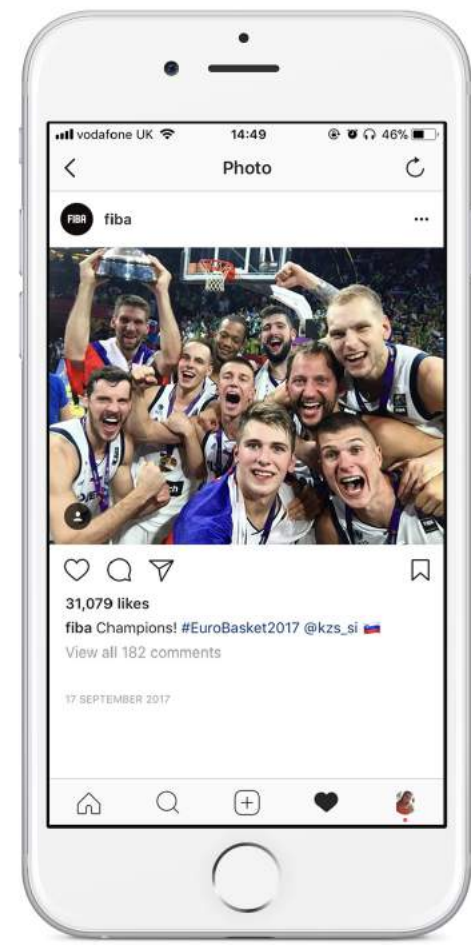 vodafone UK 14:49 46%
Photo
FIBA fiba
31,079 likes
fiba Champions! #EuroBasket2017 @kzs_si 🇸🇮
View all 182 comments
17 SEPTEMBER 2017